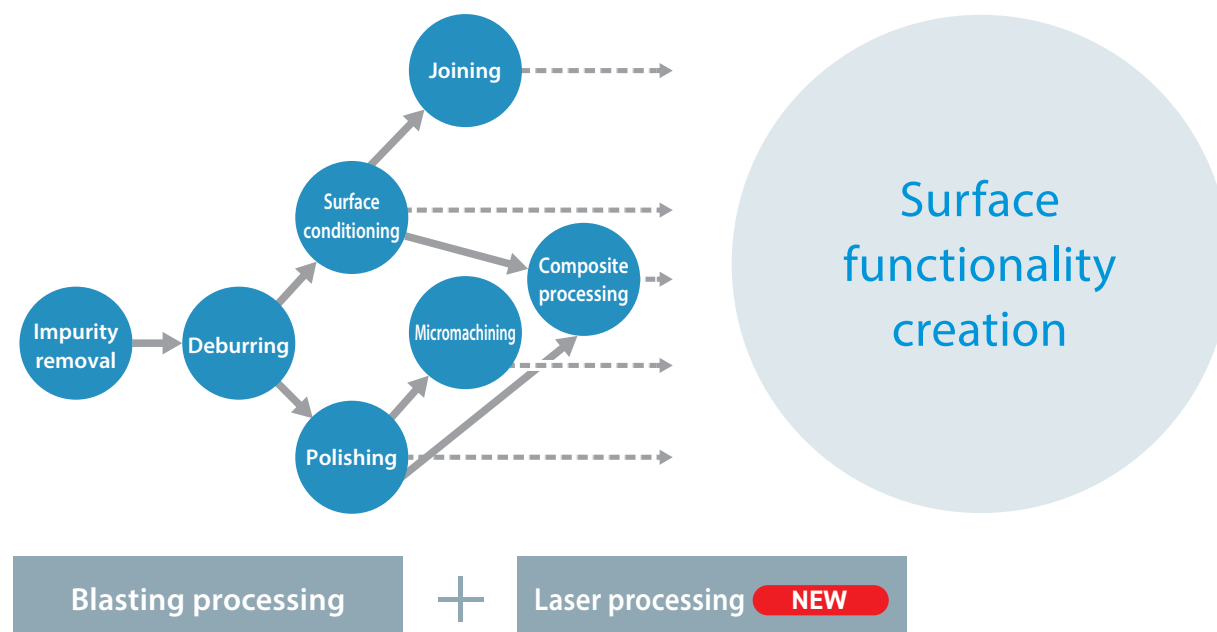 Joining
Surface
conditioning
Composite
processing
Micromachining
Impurity
removal
Deburring
Polishing
Surface
functionality
creation
Blasting processing
Laser processing NEW